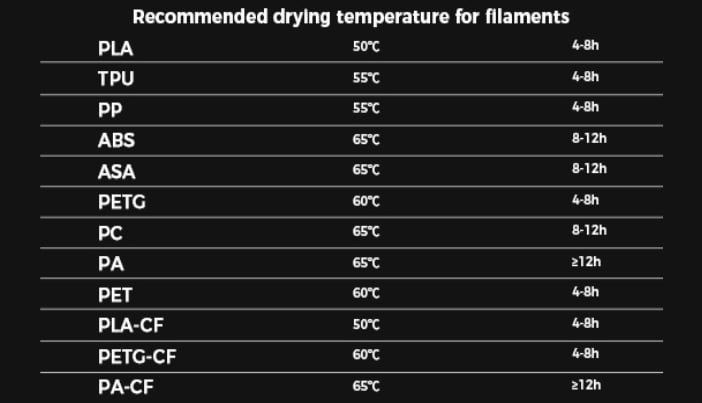 Recommended drying temperature for filaments
PLA 50℃ 4-8h
TPU 55℃ 4-8h
PP 55℃ 4-8h
ABS 65℃ 8-12h
ASA 65℃ 8-12h
PETG 60℃ 4-8h
PC 65℃ 8-12h
PA 65℃ ≥12h
PET 60℃ 4-8h
PLA-CF 50℃ 4-8h
PETG-CF 60℃ 4-8h
PA-CF 65℃ ≥12h